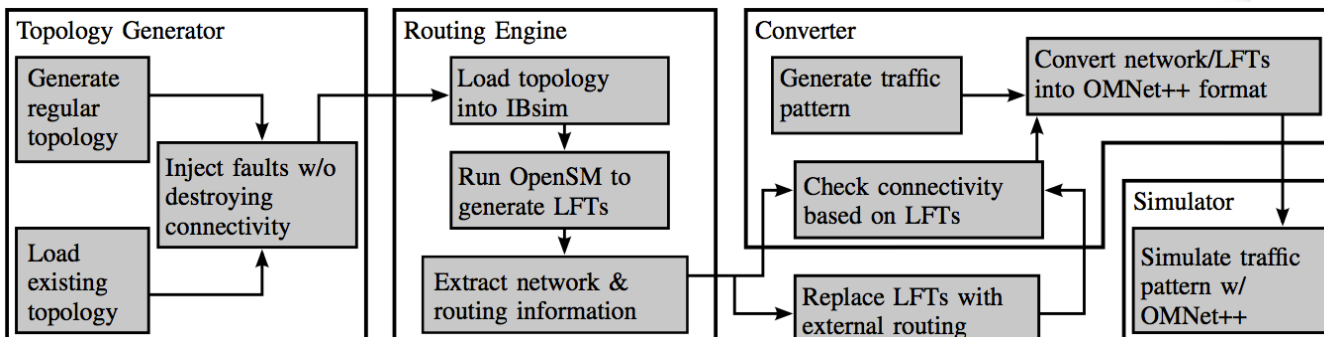 Topology Generator
Generate
regular
topology
Inject faults w/o
destroying
connectivity
Load
existing
topology
Routing Engine
Load topology
into IBsim
Run OpenSM to
generate LFTs
Extract network &
routing information
Converter
Generate traffic
pattern
Convert network/LFTs
into OMNet++ format
Check connectivity
based on LFTs
Replace LFTs with
external routing
Simulator
Simulate traffic
pattern w/
OMNet++